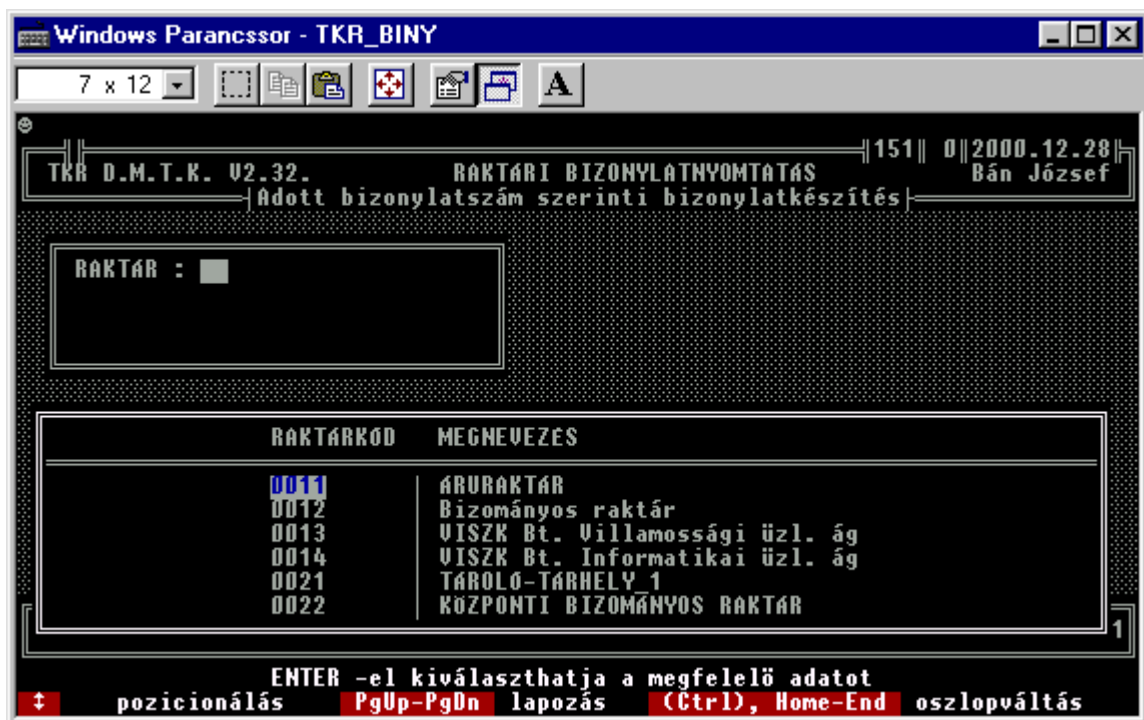 Windows Parancssor - TKR_BINY
7 x 12 A
151 0 2000.12.28
TKR D.M.T.K. V2.32. RAKTÁRI BIZONYLATNYOMTATÁS Bán József
Adott bizonylatszám szerinti bizonylatkészítés
RAKTÁR :
RAKTÁRKÓD MEGNEVEZÉS
0011 ÁRURAKTÁR
0012 Bizományos raktár
0013 VISZK Bt. Villamossági üzl. ág
0014 VISZK Bt. Informatikai üzl. ág
0021 TÁROLÓ-TÁRHELY_1
0022 KÖZPONTI BIZOMÁNYOS RAKTÁR
1
ENTER -el kiválaszthatja a megfelelö adatot
↕ pozicionálás PgUp-PgDn lapozás (Ctrl), Home-End oszlopváltás